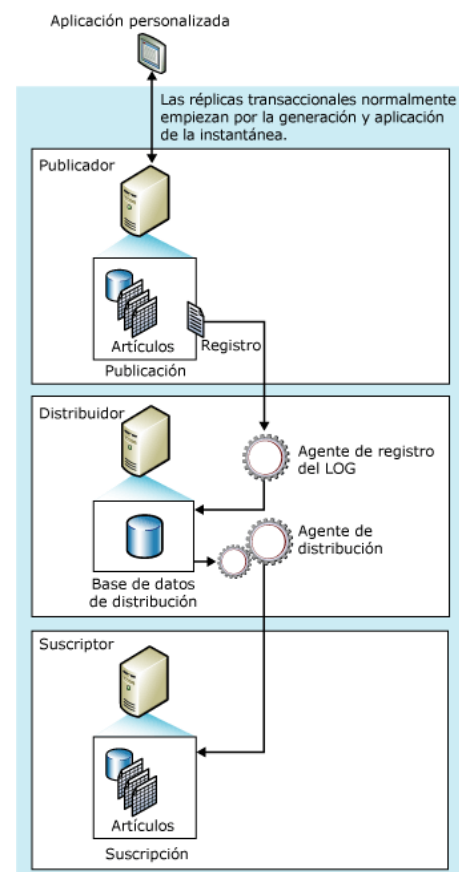 Aplicación personalizada
Las réplicas transaccionales normalmente
empiezan por la generación y aplicación
de la instantánea.
Publicador
Artículos
Registro
Publicación
Distribuidor
Agente de registro
del LOG
Agente de
distribución
Base de datos
de distribución
Suscriptor
Artículos
Suscripción